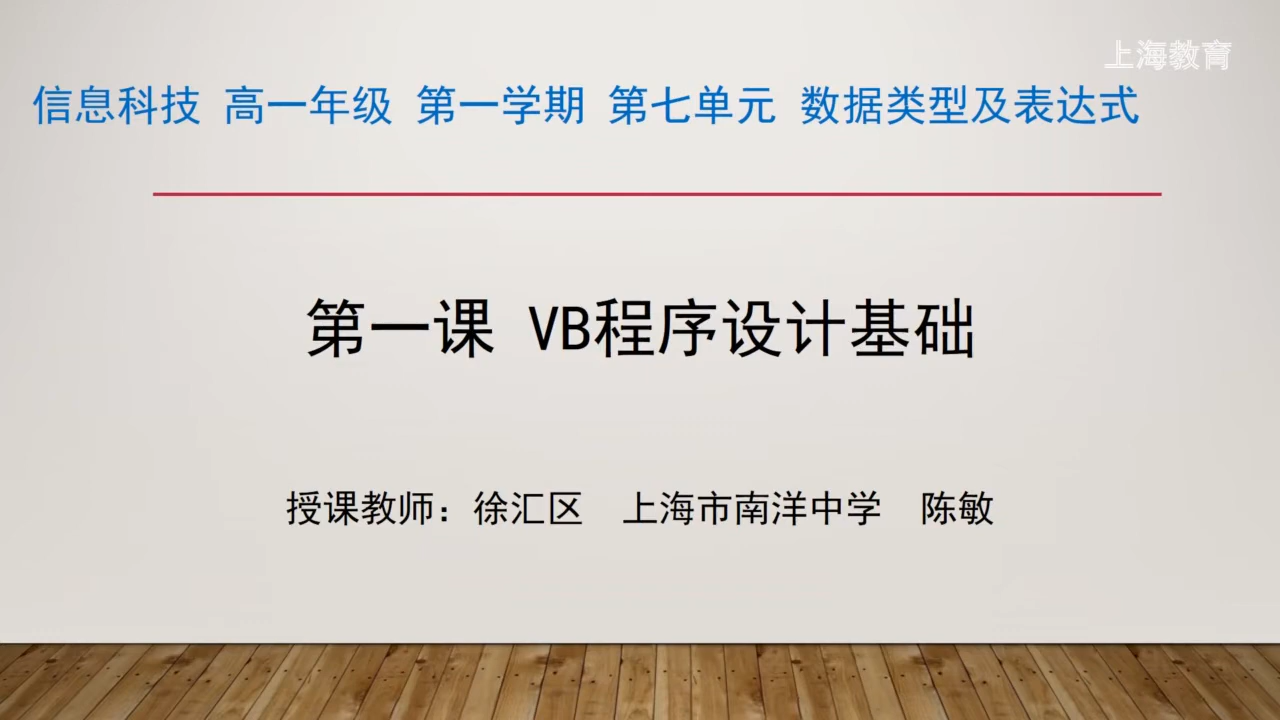 上海教育
信息科技 高一年级 第一学期 第七单元 数据类型及表达式
第一课 VB程序设计基础
授课教师：徐汇区 上海市南洋中学 陈敏